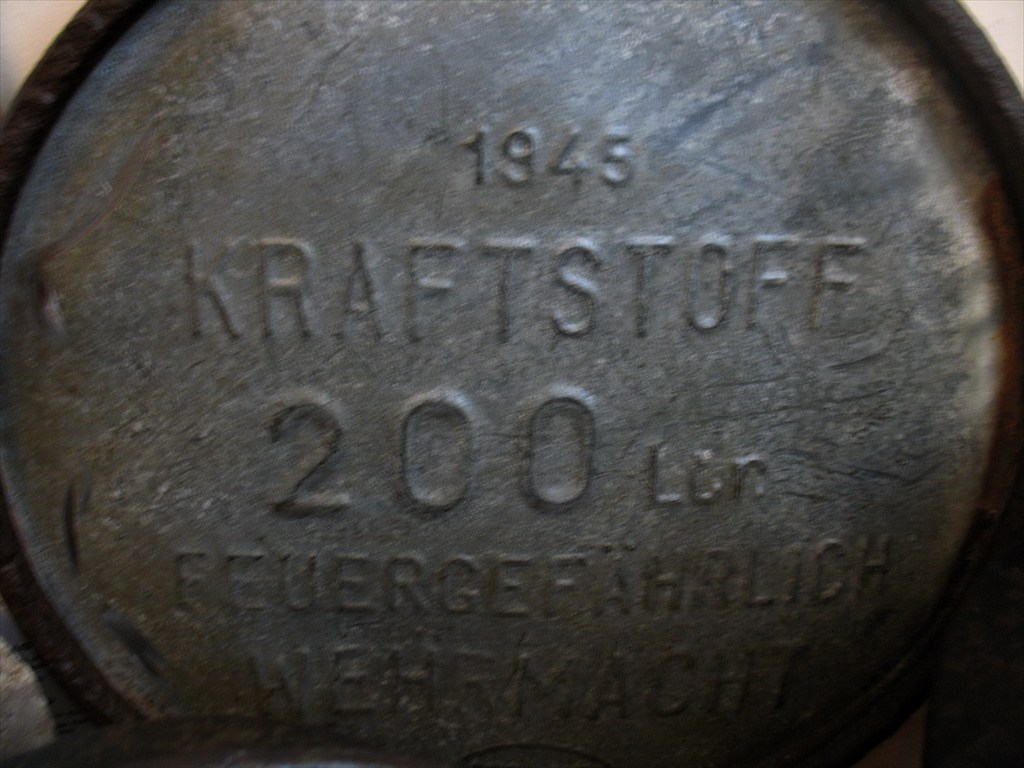 1945
KRAFTSTOFF
200 Ltr
FEUERGEFÄHRLICH
WEHRMACHT